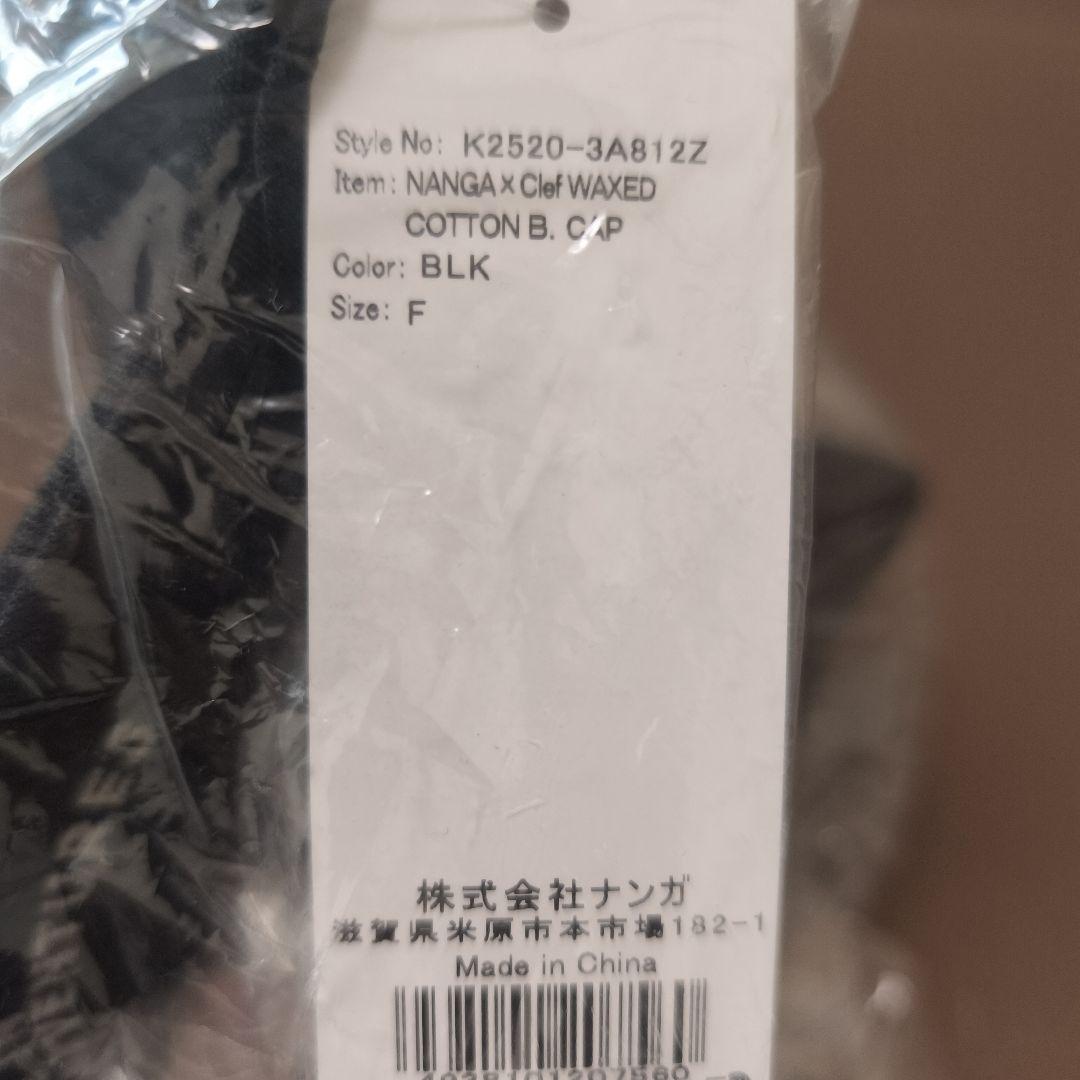 Style No: K2520-3A812Z
Item: NANGA×Clef WAXED
COTTON B. CAP
Color: BLK
Size: F
株式会社ナンガ
滋賀県米原市本市場182-1
Made in China